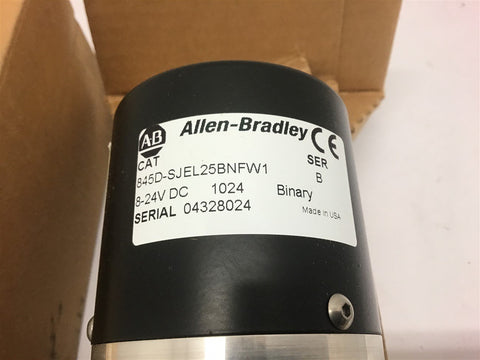 AB Allen-Bradley CE
CAT SER
845D-SJEL25BNFW1 B
8-24V DC 1024 Binary
SERIAL 04328024 Made in USA